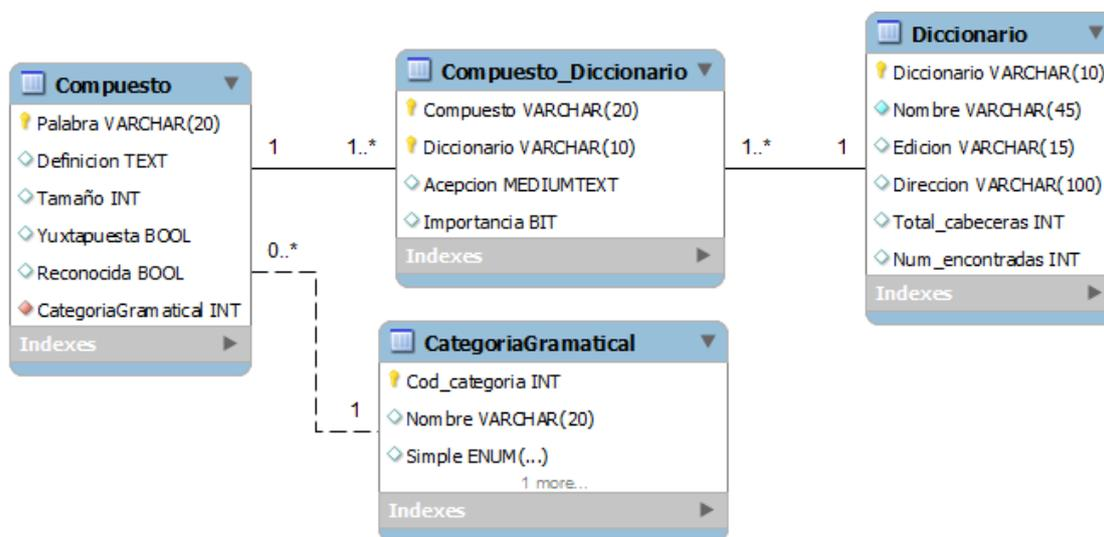 Compuesto
Palabra VARCHAR(20)
Definicion TEXT
Tamaño INT
Yuxtapuesta BOOL
Reconocida BOOL
CategoriaGramatical INT
Indexes
1
1..*
Compuesto_Diccionario
Compuesto VARCHAR(20)
Diccionario VARCHAR(10)
Acepcion MEDIUMTEXT
Importancia BIT
Indexes
1..*
1
Diccionario
Diccionario VARCHAR(10)
Nombre VARCHAR(45)
Edicion VARCHAR(15)
Direccion VARCHAR(100)
Total_cabeceras INT
Num_encontradas INT
Indexes
0..*
1
CategoriaGramatical
Cod_categoria INT
Nombre VARCHAR(20)
Simple ENUM(...)
1 more...
Indexes